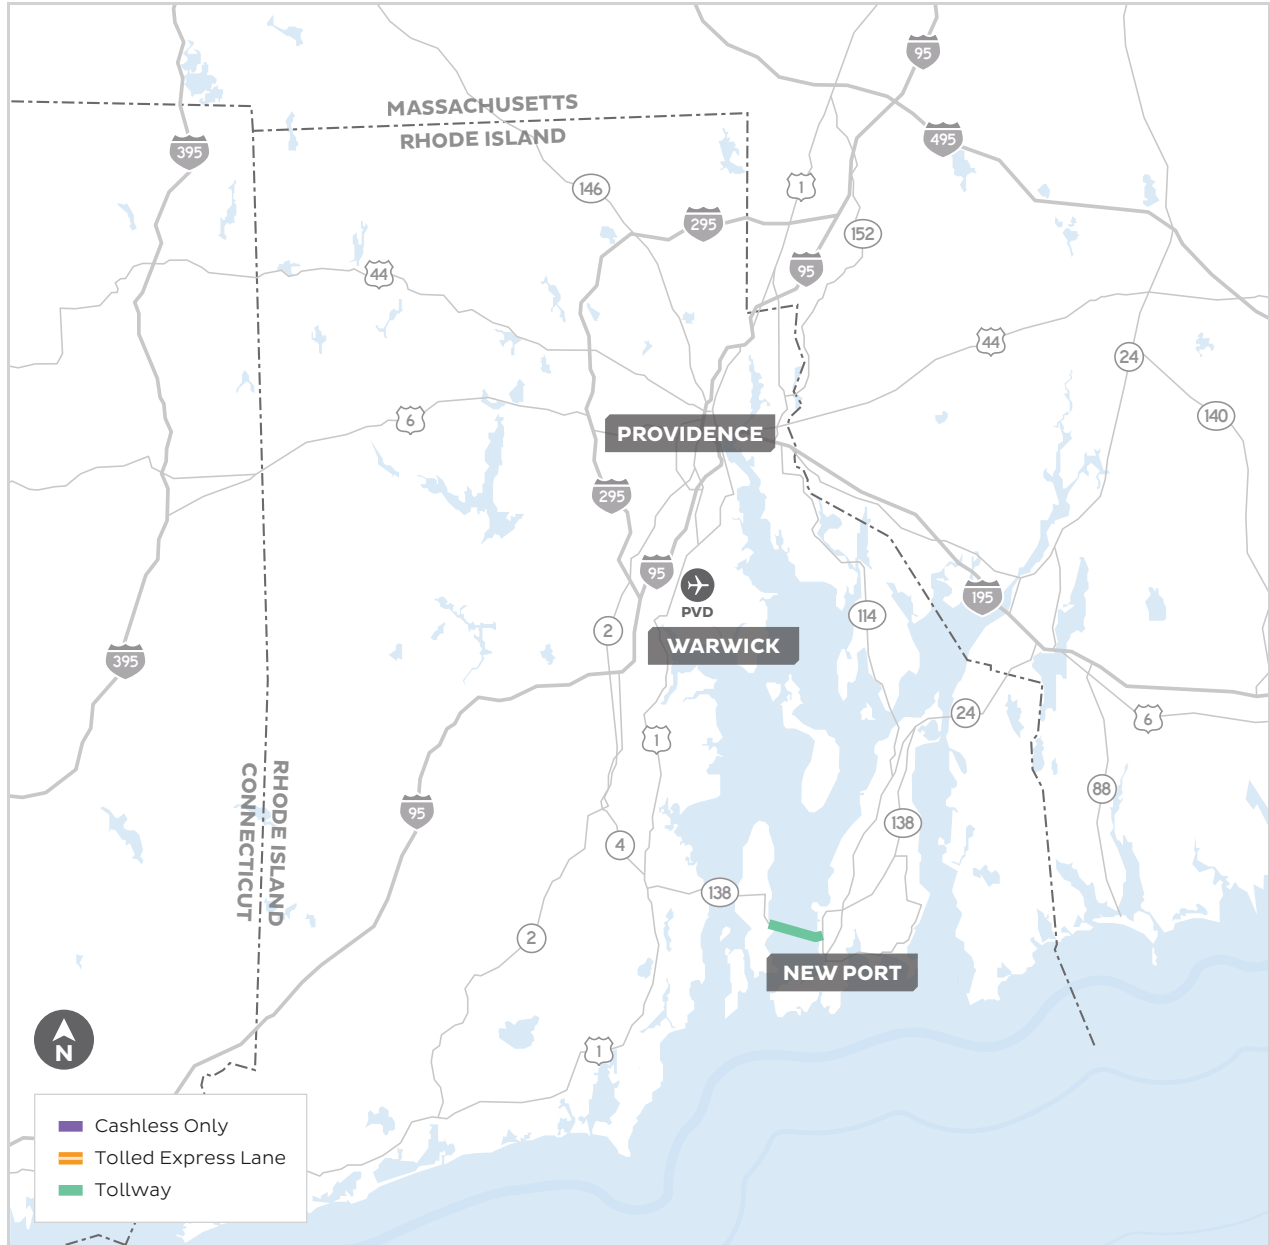 95
MASSACHUSETTS
RHODE ISLAND
395
495
146
1
295
152
95
44
44
24
6
140
PROVIDENCE
295
95
PVD
195
2
114
WARWICK
395
24
6
1
RHODE ISLAND
CONNECTICUT
88
95
138
4
138
2
NEW PORT
N
1
Cashless Only
Tolled Express Lane
Tollway